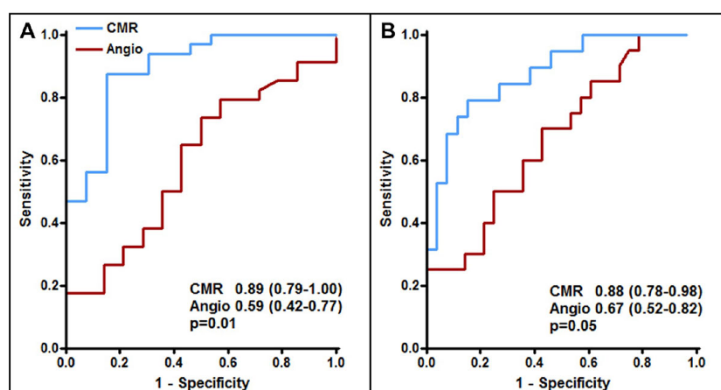 A
CMR
Angio
1.0
0.8
0.6
0.4
0.2
0.0
Sensitivity
CMR 0.89 (0.79-1.00)
Angio 0.59 (0.42-0.77)
p=0.01
0.0 0.2 0.4 0.6 0.8 1.0
1 - Specificity
B
1.0
0.8
0.6
0.4
0.2
0.0
Sensitivity
CMR 0.88 (0.78-0.98)
Angio 0.67 (0.52-0.82)
p=0.05
0.0 0.2 0.4 0.6 0.8 1.0
1 - Specificity